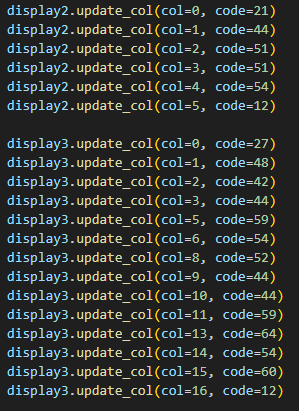 display2.update_col(col=0, code=21)
display2.update_col(col=1, code=44)
display2.update_col(col=2, code=51)
display2.update_col(col=3, code=51)
display2.update_col(col=4, code=54)
display2.update_col(col=5, code=12)

display3.update_col(col=0, code=27)
display3.update_col(col=1, code=48)
display3.update_col(col=2, code=42)
display3.update_col(col=3, code=44)
display3.update_col(col=5, code=59)
display3.update_col(col=6, code=54)
display3.update_col(col=8, code=52)
display3.update_col(col=9, code=44)
display3.update_col(col=10, code=44)
display3.update_col(col=11, code=59)
display3.update_col(col=13, code=64)
display3.update_col(col=14, code=54)
display3.update_col(col=15, code=60)
display3.update_col(col=16, code=12)